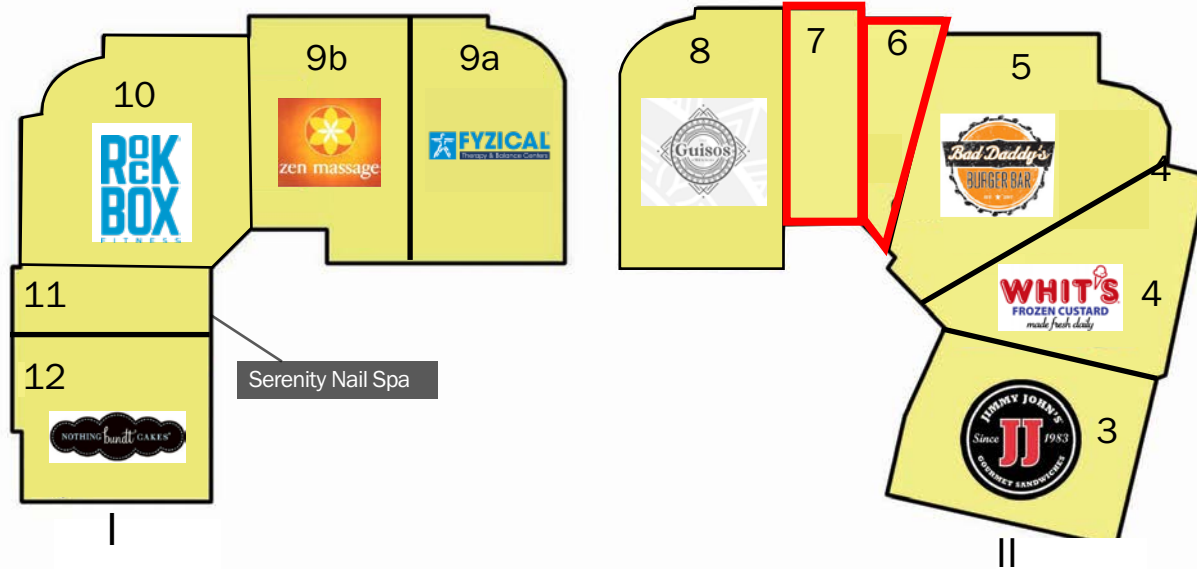 10
ROCK
BOX
FITNESS
9b
zen massage
9a
FYZICAL
Therapy & Balance Centers
11
12
NOTHING bundt CAKES
Serenity Nail Spa
I
8
Guisos
7
6
5
Bad Daddy's
BURGER BAR
4
WHIT'S
FROZEN CUSTARD
made fresh daily
4
JIMMY JOHN'S
Since JJ 1983
GOURMET SANDWICHES
3
II